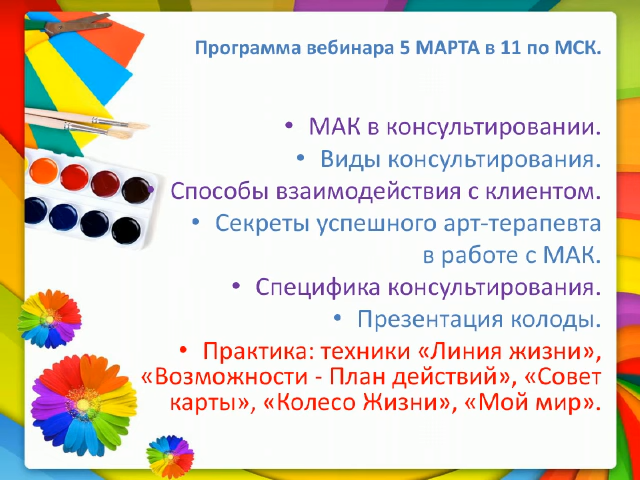 Программа вебинара 5 МАРТА в 11 по МСК.
• МАК в консультировании.
• Виды консультирования.
• Способы взаимодействия с клиентом.
• Секреты успешного арт-терапевта
в работе с МАК.
• Специфика консультирования.
• Презентация колоды.
• Практика: техники «Линия жизни»,
«Возможности - План действий», «Совет
карты», «Колесо Жизни», «Мой мир».